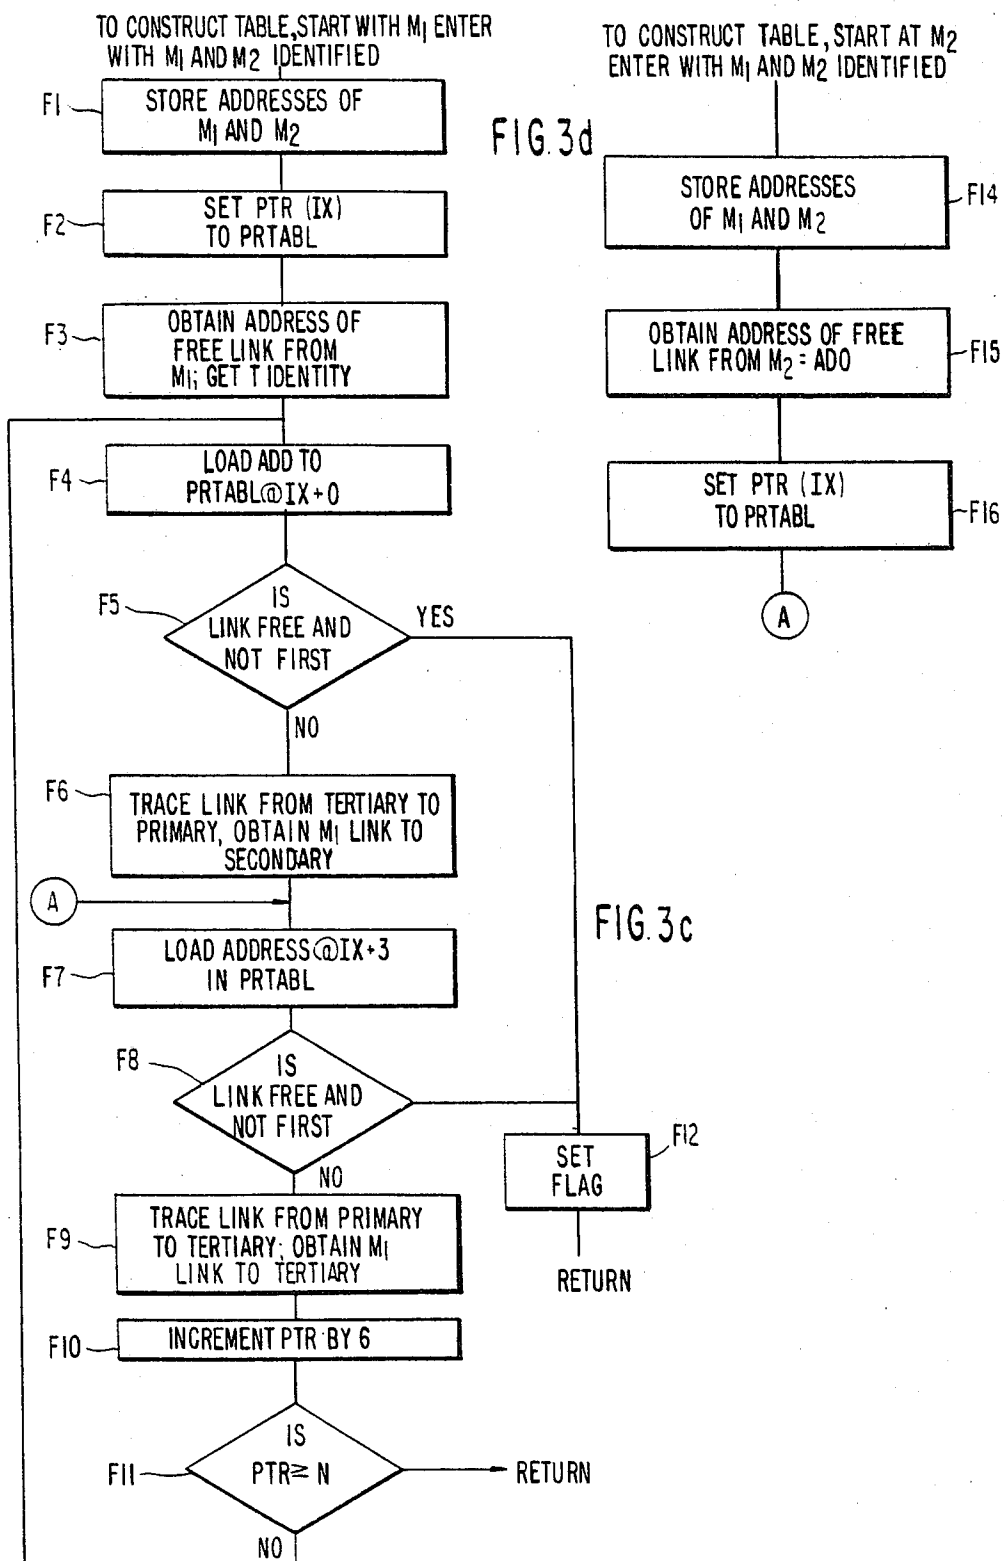 TO CONSTRUCT TABLE, START WITH M1 ENTER
WITH M1 AND M2 IDENTIFIED
F1
STORE ADDRESSES OF
M1 AND M2
F2
SET PTR (IX)
TO PRTABL
F3
OBTAIN ADDRESS OF
FREE LINK FROM
M1; GET T IDENTITY
F4
LOAD ADD TO
PRTABL@IX+0
F5
IS
LINK FREE AND
NOT FIRST
YES
NO
F6
TRACE LINK FROM TERTIARY TO
PRIMARY, OBTAIN M1 LINK TO
SECONDARY
A
F7
LOAD ADDRESS@IX+3
IN PRTABL
F8
IS
LINK FREE AND
NOT FIRST
NO
F9
TRACE LINK FROM PRIMARY
TO TERTIARY; OBTAIN M1
LINK TO TERTIARY
F10
INCREMENT PTR BY 6
F11
IS
PTR≥N
RETURN
NO
F12
SET
FLAG
RETURN
FIG.3c
FIG.3d
TO CONSTRUCT TABLE, START AT M2
ENTER WITH M1 AND M2 IDENTIFIED
STORE ADDRESSES
OF M1 AND M2
F14
OBTAIN ADDRESS OF FREE
LINK FROM M2 = ADO
F15
SET PTR (IX)
TO PRTABL
F16
A